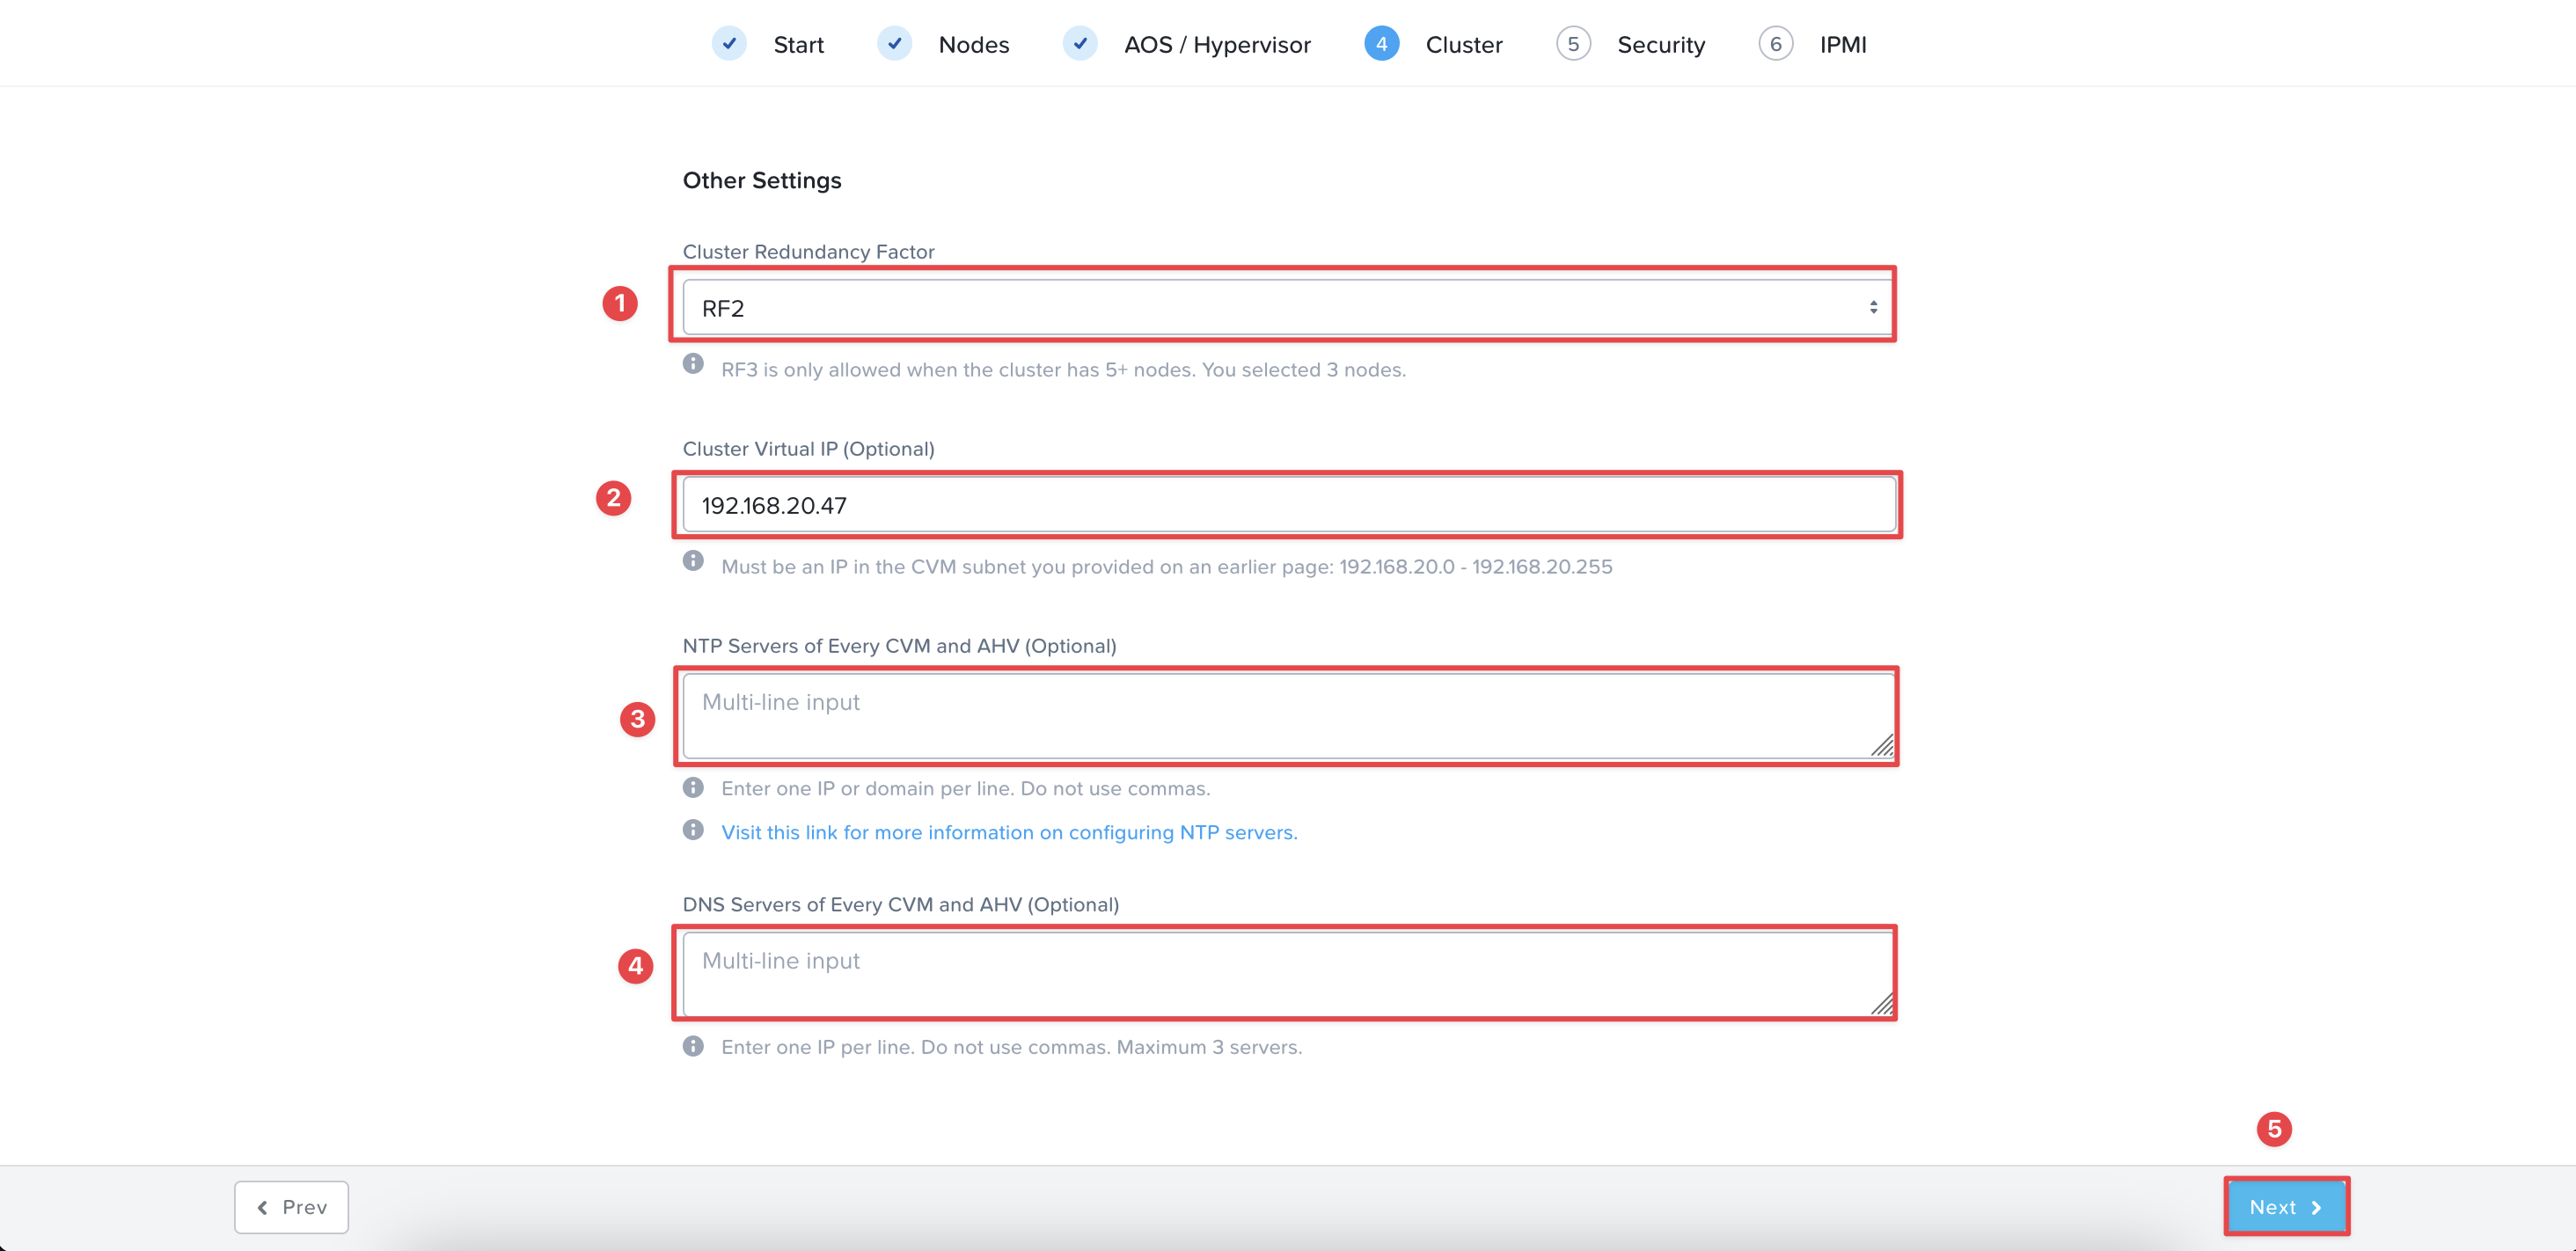 Start Nodes AOS / Hypervisor 4 Cluster 5 Security 6 IPMI
Other Settings
Cluster Redundancy Factor
1 RF2
RF3 is only allowed when the cluster has 5+ nodes. You selected 3 nodes.
Cluster Virtual IP (Optional)
2 192.168.20.47
Must be an IP in the CVM subnet you provided on an earlier page: 192.168.20.0 - 192.168.20.255
NTP Servers of Every CVM and AHV (Optional)
3 Multi-line input
Enter one IP or domain per line. Do not use commas.
Visit this link for more information on configuring NTP servers.
DNS Servers of Every CVM and AHV (Optional)
4 Multi-line input
Enter one IP per line. Do not use commas. Maximum 3 servers.
5
Prev Next